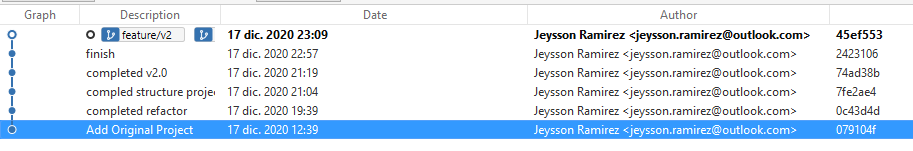 Graph Description Date Author
feature/v2 17 dic. 2020 23:09 Jeysson Ramirez <jeysson.ramirez@outlook.com> 45ef553
finish 17 dic. 2020 22:57 Jeysson Ramirez <jeysson.ramirez@outlook.com> 2423106
completed v2.0 17 dic. 2020 21:19 Jeysson Ramirez <jeysson.ramirez@outlook.com> 74ad38b
compled structure proje 17 dic. 2020 21:04 Jeysson Ramirez <jeysson.ramirez@outlook.com> 7fe2ae4
completed refactor 17 dic. 2020 19:39 Jeysson Ramirez <jeysson.ramirez@outlook.com> 0c43d4d
Add Original Project 17 dic. 2020 12:39 Jeysson Ramirez <jeysson.ramirez@outlook.com> 079104f